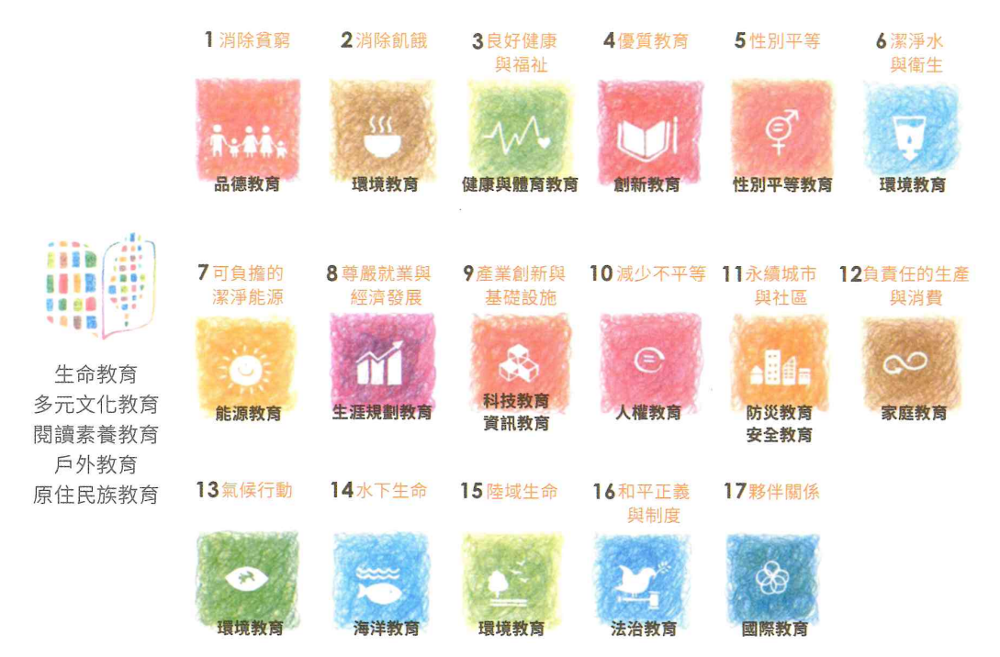 1 消除貧窮
2 消除飢餓
3 良好健康
與福祉
4 優質教育
5 性別平等
6 潔淨水
與衛生
品德教育
環境教育
健康與體育教育
創新教育
性別平等教育
環境教育
7 可負擔的
潔淨能源
8 尊嚴就業與
經濟發展
9 產業創新與
基礎設施
10 減少不平等
11 永續城市
與社區
12 負責任的生產
與消費
能源教育
生涯規劃教育
科技教育
資訊教育
人權教育
防災教育
安全教育
家庭教育
生命教育
多元文化教育
閱讀素養教育
戶外教育
原住民族教育
13 氣候行動
14 水下生命
15 陸域生命
16 和平正義
與制度
17 夥伴關係
環境教育
海洋教育
環境教育
法治教育
國際教育